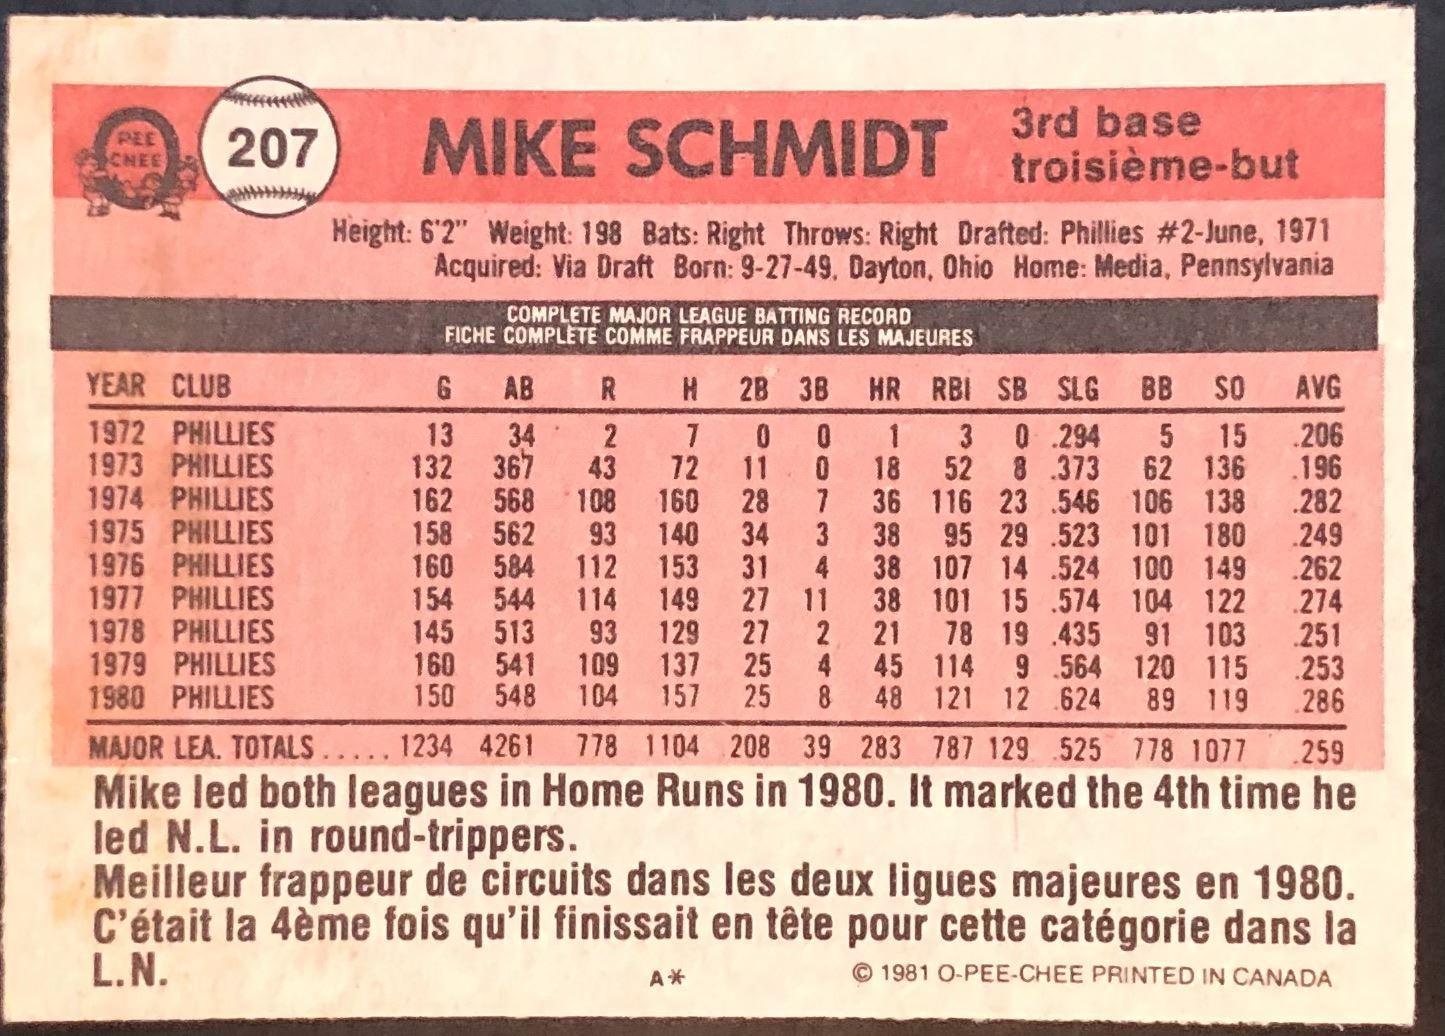 PEE
CHEE
207
MIKE SCHMIDT
3rd base
troisième-but
Height: 6'2" Weight: 198 Bats: Right Throws: Right Drafted: Phillies #2-June, 1971
Acquired: Via Draft Born: 9-27-49, Dayton, Ohio Home: Media, Pennsylvania
COMPLETE MAJOR LEAGUE BATTING RECORD
FICHE COMPLÈTE COMME FRAPPEUR DANS LES MAJEURES
YEAR CLUB G AB R H 2B 3B HR RBI SB SLG BB SO AVG
1972 PHILLIES 13 34 2 7 0 0 1 3 0 .294 5 15 .206
1973 PHILLIES 132 367 43 72 11 0 18 52 8 .373 62 136 .196
1974 PHILLIES 162 568 108 160 28 7 36 116 23 .546 106 138 .282
1975 PHILLIES 158 562 93 140 34 3 38 95 29 .523 101 180 .249
1976 PHILLIES 160 584 112 153 31 4 38 107 14 .524 100 149 .262
1977 PHILLIES 154 544 114 149 27 11 38 101 15 .574 104 122 .274
1978 PHILLIES 145 513 93 129 27 2 21 78 19 .435 91 103 .251
1979 PHILLIES 160 541 109 137 25 4 45 114 9 .564 120 115 .253
1980 PHILLIES 150 548 104 157 25 8 48 121 12 .624 89 119 .286
MAJOR LEA. TOTALS ..... 1234 4261 778 1104 208 39 283 787 129 .525 778 1077 .259
Mike led both leagues in Home Runs in 1980. It marked the 4th time he
led N.L. in round-trippers.
Meilleur frappeur de circuits dans les deux ligues majeures en 1980.
C'était la 4ème fois qu'il finissait en tête pour cette catégorie dans la
L.N.
A* © 1981 O-PEE-CHEE PRINTED IN CANADA